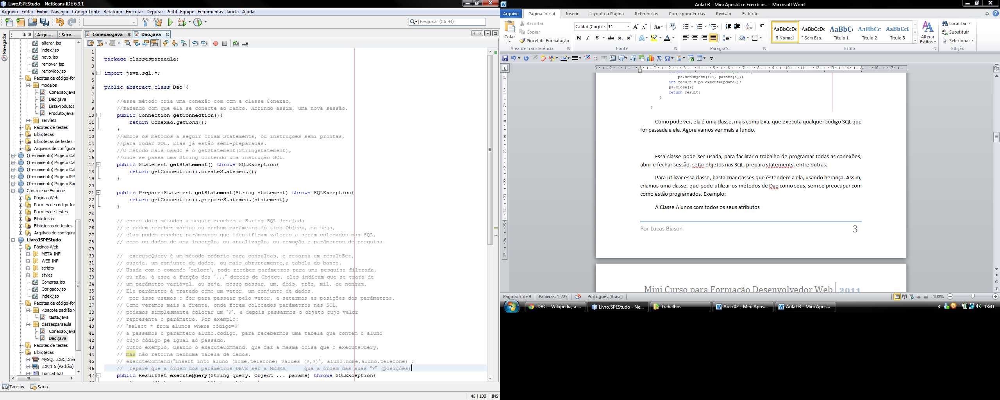 LivroJSPEStudo - NetBeans IDE 6.9.1
Arquivo Editar Exibir Navegar Código-fonte Refatorar Executar Depurar Perfil Equipe Ferramentas Janela Ajuda
Pesquisar (Ctrl+I)
Navegador
Arqu...
Serv...
alterar.jsp
index.jsp
novo.jsp
remover.jsp
removido.jsp
Pacotes de código-for
modelos
Conexao.java
Dao.java
ListaProdutos.
Produto.java
servlets
Pacotes de testes
Bibliotecas
Bibliotecas de testes
Arquivos de configura
(Treinamento) Projeto Cal
(Treinamento) Projeto Cal
(Treinamento) Projeto Cal
(Treinamento) ProjetoJSP
(Treinamento) Projeto Sor
Controle de Estoque
Páginas Web
Pacotes de código-for
Pacotes de testes
Bibliotecas
Bibliotecas de testes
Arquivos de configura
LivroJSPEStudo
Páginas Web
META-INF
WEB-INF
scripts
styles
Compras.jsp
Obrigado.jsp
index.jsp
Pacotes de código-for
<pacote padrão>
teste.java
classesparaaula
Conexao.java
Dao.java
Pacotes de testes
Bibliotecas
MySQL JDBC Drive
JDK 1.6 (Padrão)
Tomcat 6.0
Conexao.java
Dao.java
1
2 package classesparaaula;
3
4 import java.sql.*;
5
6 public abstract class Dao {
7
8 //esse método cria uma conexão com com a classe Conexao,
9 //fazendo com que ela se conecte ao banco. Abrindo assim, uma nova sessão.
10 public Connection getConnection(){
11 return Conexao.getConn();
12 }
13 //ambos os métodos a seguir criam Statements, ou instruçoes semi prontas,
14 //para rodar SQL. Elas já estão semi-preparadas.
15 //O método mais usado é o getStatement(Stringstatement),
16 //onde se passa uma String contendo uma instrução SQL.
17 public Statement getStatement() throws SQLException{
18 return getConnection().createStatement();
19 }
20
21 public PreparedStatement getStatement(String statement) throws SQLException{
22 return getConnection().prepareStatement(statement);
23 }
24
25 // esses dois métodos a seguir recebem a String SQL desejada
26 // e podem receber vários ou nenhum parâmetro do tipo Object, ou seja,
27 // elas podem receber parâmetros que identificam valores a serem colocados nas SQL,
28 // como os dados de uma inserção, ou atualização, ou remoção e parâmetros de pesquisa.
29
30 // executeQuery é um método próprio para consultas, e retorna um resultSet,
31 // ouseja, um conjunto de dados, ou mais abruptamente,a tabela do banco.
32 // Usada com o comando "select", pode receber parâmetros para uma pesquisa filtrada,
33 // ou não, é essa a função dos "..." depois de Object, eles indicam que se trata de
34 // um parâmetro variável, ou seja, posso passar, um, dois, três, mil, ou nenhum.
35 // Ele parâmetro é tratado como um vetor, um conjunto de dados.
36 // por isso usamos o for para passear pelo vetor, e setarmos as posições dos parâmetros.
37 // Como veremos mais a frente, onde forem colocados parâmetros nas SQL,
38 // podemos simplesmente colocar um "?", e depois passarmos o objeto cujo valor
39 // representa o parâmetro. Por exemplo:
40 // "select * from alunos where código=?"
41 // a passamos o paramtero aluno.codigo, para recebermos uma tabela que contem o aluno
42 // cujo código pe igual ao passado.
43 // outro exemplo, usando o executeCommand, que faz a mesma coisa que o executeQuery,
44 // mas não retorna nenhuma tabela de dados.
45 // executeCommand("insert into aluno (nome,telefone) values (?,?)", aluno.nome,aluno.telefone) ;
46 // repare que a ordem dos parâmetros DEVE ser a MESMA qua a ordem das suas "?" (posições)
47 public ResultSet executeQuery(String query, Object ... params) throws SQLException{
Tarefas Saída
46 | 100 INS
Aula 03 - Mini Apostila e Exercícios - Microsoft Word
Arquivo Página Inicial Inserir Layout da Página Referências Correspondências Revisão Exibição
Colar
Recortar
Copiar
Pincel de Formatação
Área de Transferência
Calibri (Corpo 11
N I S abc x₂ x²
Fonte
Parágrafo
AaBbCcDc AaBbCcDc AaBbC AaBbCc AaBbCcI
¶ Normal ¶ Sem Esp... Título 1 Título 2 Título 3
Alterar Estilos
Estilo
Localizar
Substituir
Selecionar
Edição
ps.setObject(i+1, params[i]);
int result = ps.executeUpdate();
ps.close();
return result;
}
}
Como pode ver, ela é uma classe, mais complexa, que executa qualquer código SQL que
for passada a ela. Agora vamos ver mais a fundo.
Essa classe pode ser usada, para facilitar o trabalho de programar todas as conexões,
abrir e fechar sessão, setar objetos nas SQL, prepara statements, entre outras.
Para utilizar essa classe, basta criar classes que estendem a ela, usando herança. Assim,
criamos uma classe, que pode utilizar os métodos de Dao como seus, sem se preocupar com
como estão programados. Exemplo:
A Classe Alunos com todos os seus atributos
Por Lucas Biason 3
Mini Curso para Formação Desenvolvedor Web 2011
Página: 3 de 9 Palavras: 1.225 Português (Brasil) 100%
JDBC – Wikipédia, a ... LivroJSPEStudo - Ne... Trabalhos Aula 02 - Mini Apos... Aula 03 - Mini Apos... 18:41